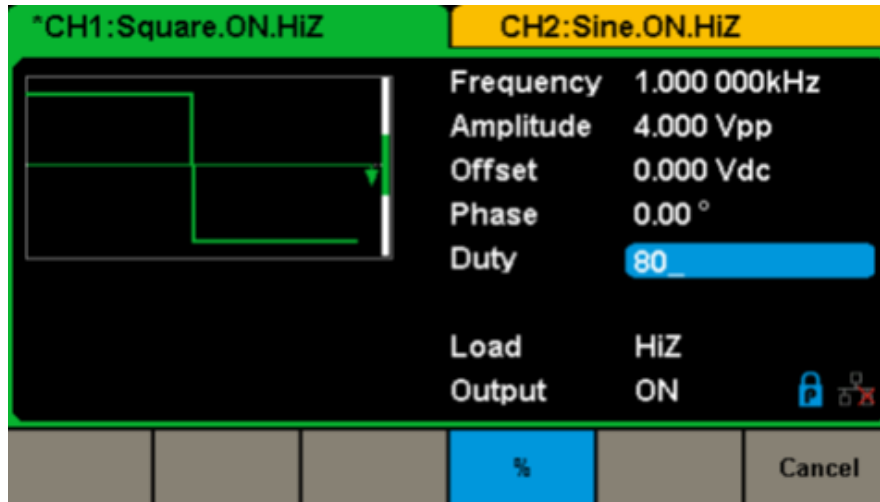 *CH1:Square.ON.HiZ
CH2:Sine.ON.HiZ
Frequency 1.000 000kHz
Amplitude 4.000 Vpp
Offset 0.000 Vdc
Phase 0.00 °
Duty 80_
Load HiZ
Output ON
P
%
Cancel